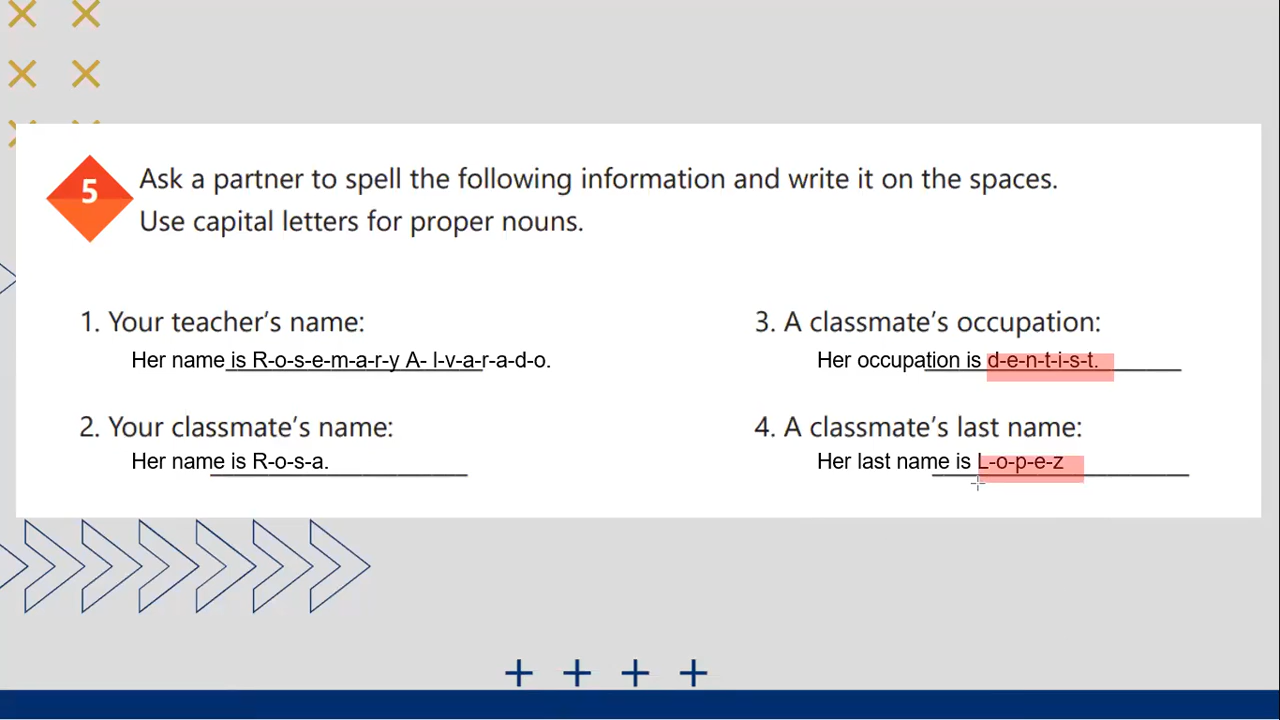 5
Ask a partner to spell the following information and write it on the spaces.
Use capital letters for proper nouns.
1. Your teacher’s name:
Her name is R-o-s-e-m-a-r-y A- l-v-a-r-a-d-o.
2. Your classmate’s name:
Her name is R-o-s-a.
3. A classmate’s occupation:
Her occupation is d-e-n-t-i-s-t.
4. A classmate’s last name:
Her last name is L-o-p-e-z